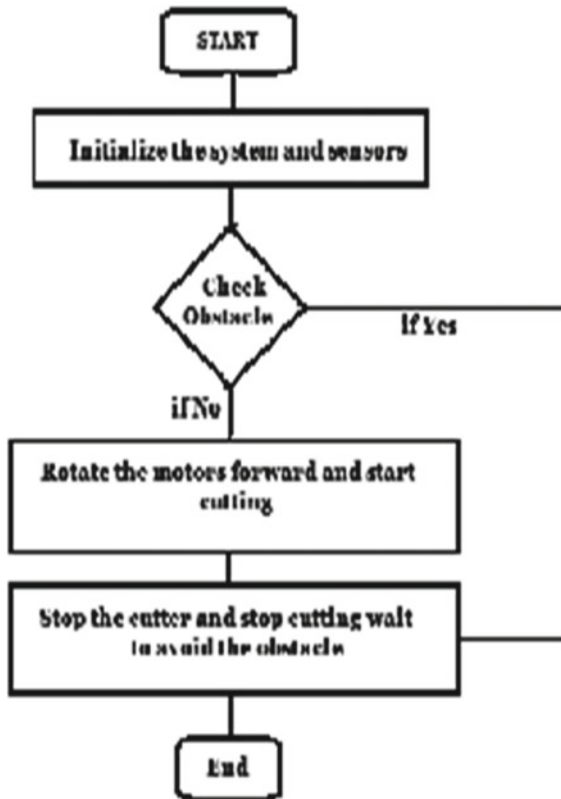 START
Initialize the system and sensors
Check
Obstacle
if Yes
if No
Rotate the motors forward and start
cutting
Stop the cutter and stop cutting wait
to avoid the obstacle
End